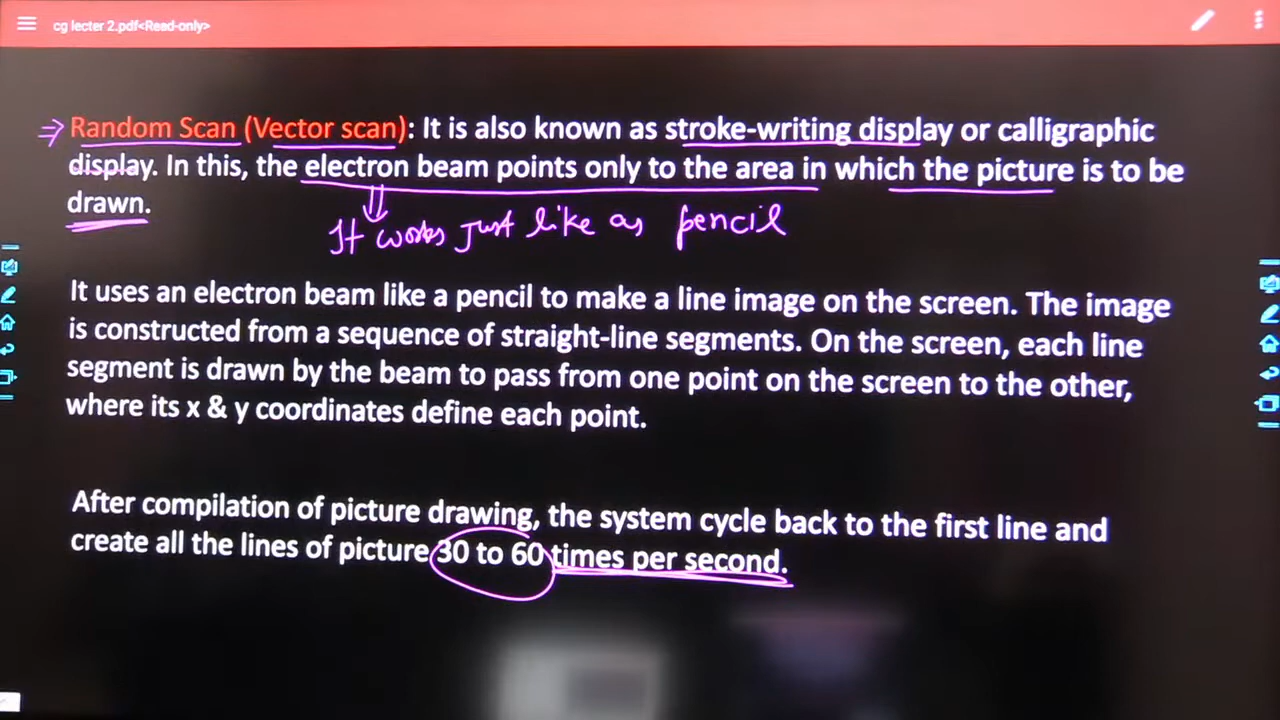 cg lecter 2.pdf<Read-only>
Random Scan (Vector scan): It is also known as stroke-writing display or calligraphic
display. In this, the electron beam points only to the area in which the picture is to be
drawn.
It works just like as pencil
It uses an electron beam like a pencil to make a line image on the screen. The image
is constructed from a sequence of straight-line segments. On the screen, each line
segment is drawn by the beam to pass from one point on the screen to the other,
where its x & y coordinates define each point.
After compilation of picture drawing, the system cycle back to the first line and
create all the lines of picture 30 to 60 times per second.